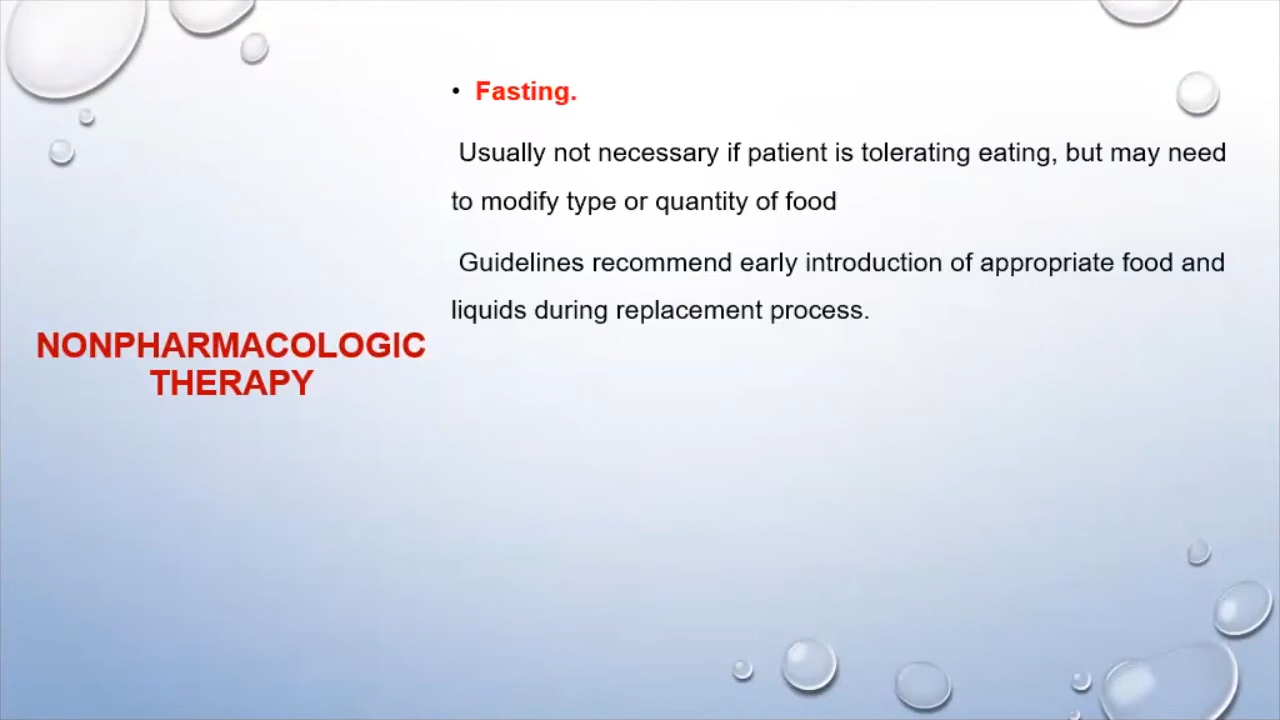 • Fasting.
Usually not necessary if patient is tolerating eating, but may need
to modify type or quantity of food
Guidelines recommend early introduction of appropriate food and
liquids during replacement process.
NONPHARMACOLOGIC
THERAPY